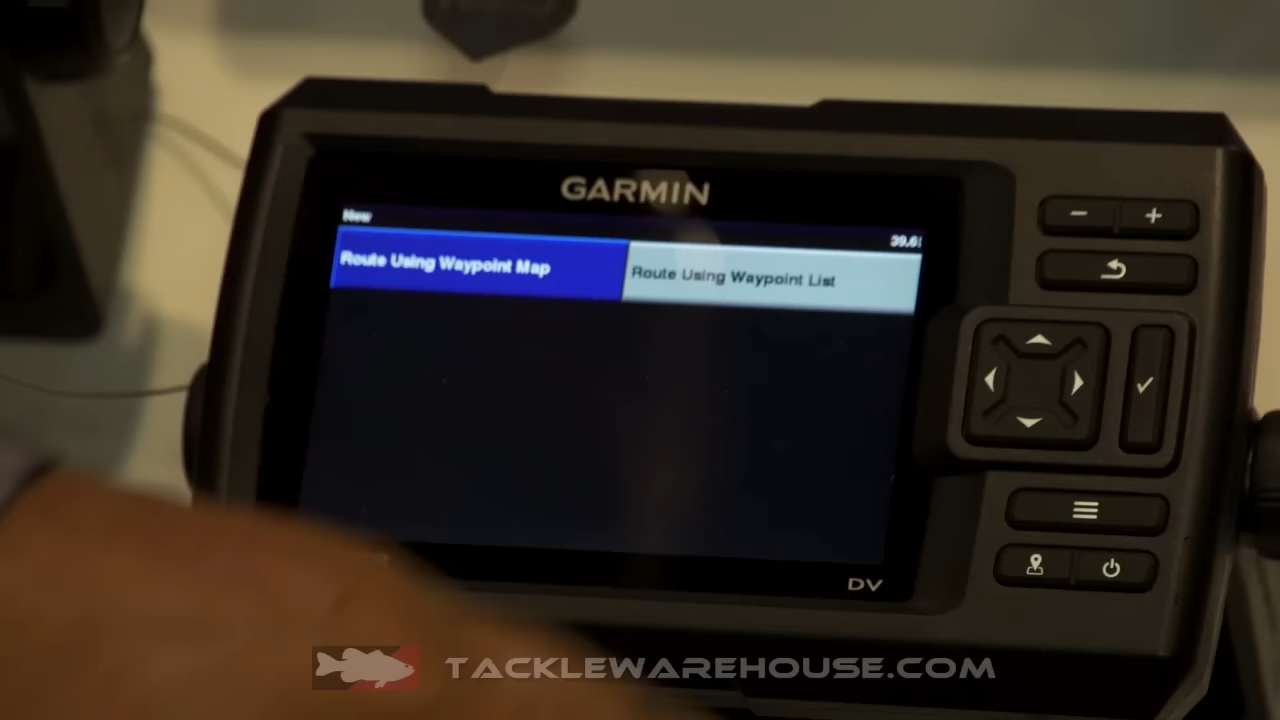 GARMIN
New
39.6
Route Using Waypoint Map
Route Using Waypoint List
DV
TACKLEWAREHOUSE.COM